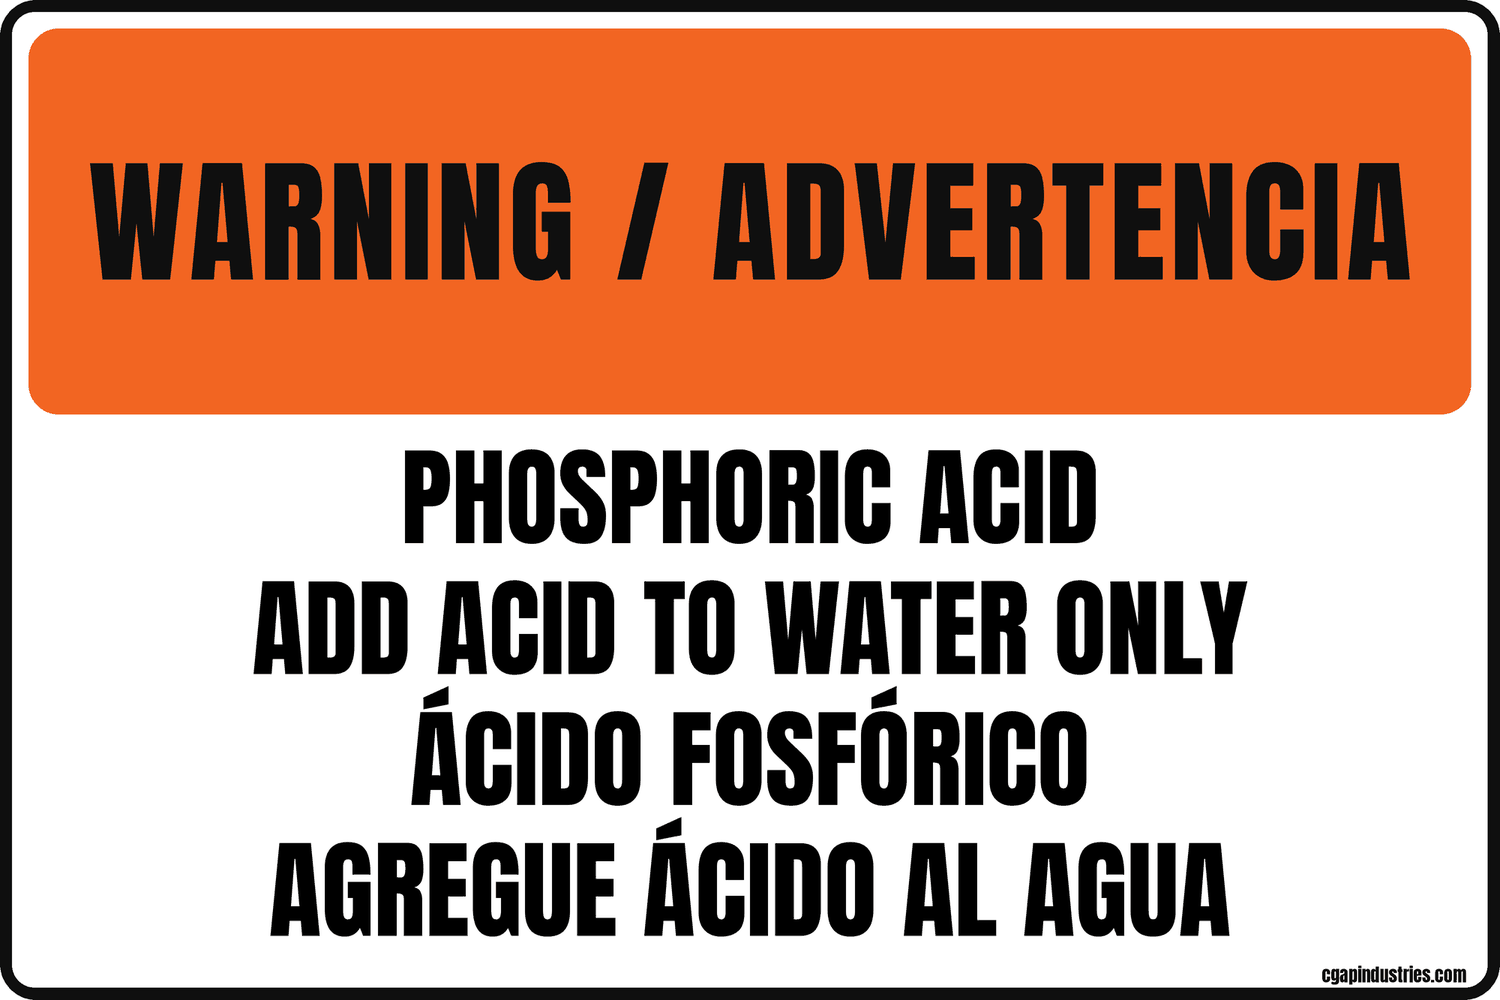 WARNING / ADVERTENCIA
PHOSPHORIC ACID
ADD ACID TO WATER ONLY
ÁCIDO FOSFÓRICO
AGREGUE ÁCIDO AL AGUA
cgapindustries.com